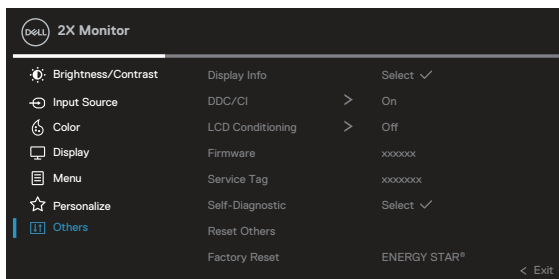 DELL 2X Monitor
Brightness/Contrast Display Info Select ✓
Input Source DDC/CI > On
Color LCD Conditioning > Off
Display Firmware xxxxxx
Menu Service Tag xxxxxxx
Personalize Self-Diagnostic Select ✓
Others Reset Others
Factory Reset ENERGY STAR®
< Exit